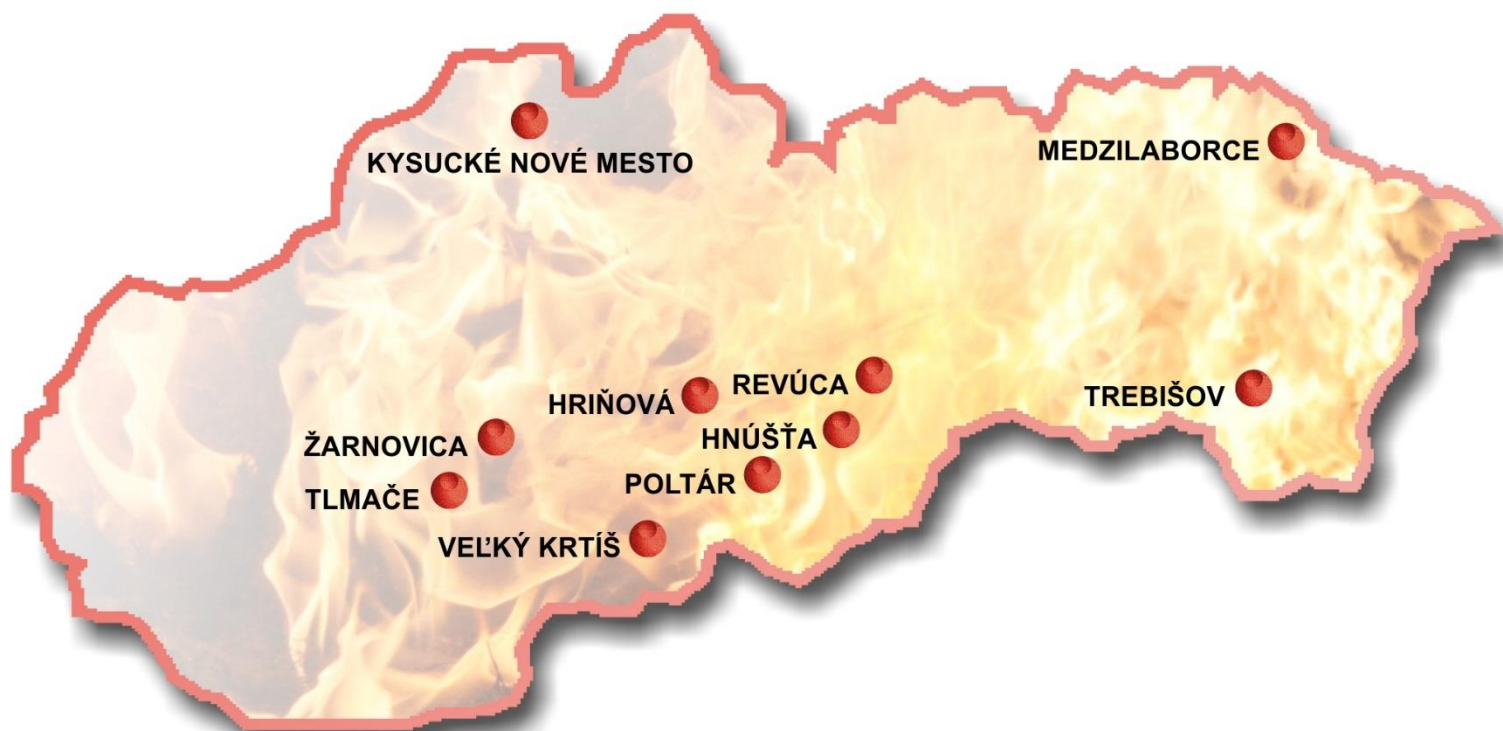 KYSUCKÉ NOVÉ MESTO
MEDZILABORCE
REVÚCA
TREBIŠOV
HRIŇOVÁ
HNÚŠŤA
ŽARNOVICA
POLTÁR
TLMAČE
VEĽKÝ KRTÍŠ